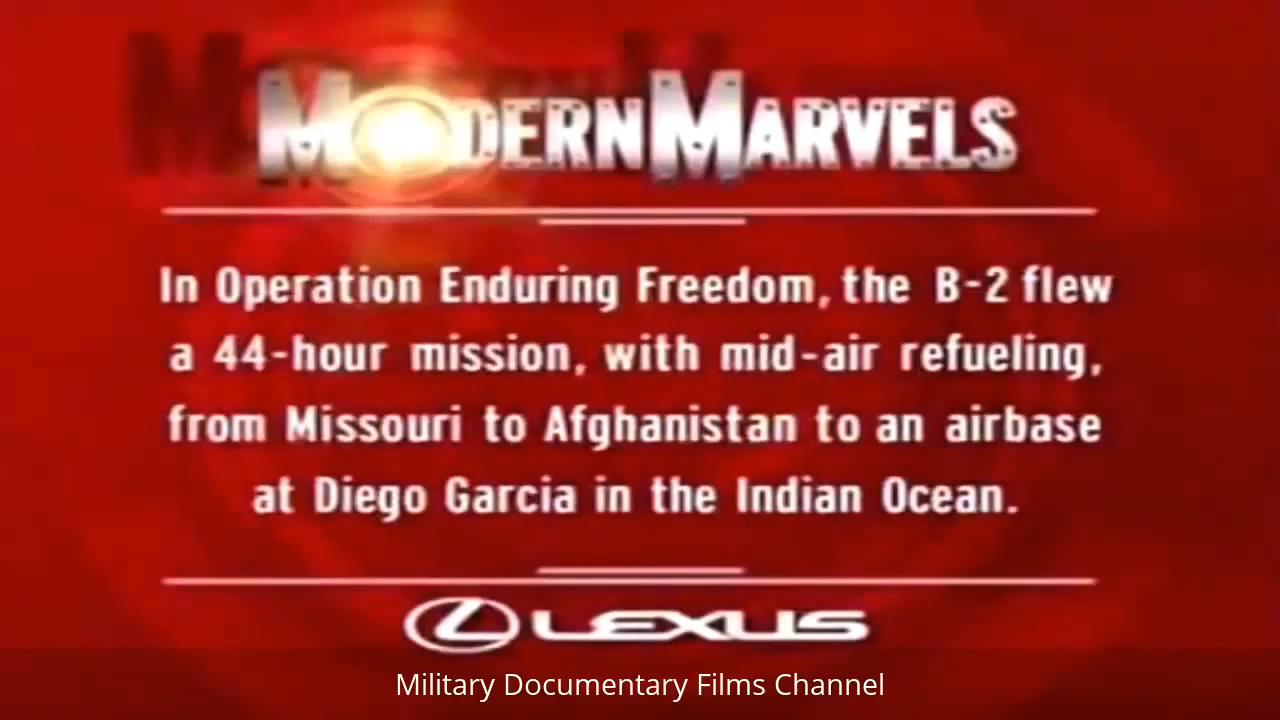 MODERN MARVELS
In Operation Enduring Freedom, the B-2 flew
a 44-hour mission, with mid-air refueling,
from Missouri to Afghanistan to an airbase
at Diego Garcia in the Indian Ocean.
LEXUS
Military Documentary Films Channel